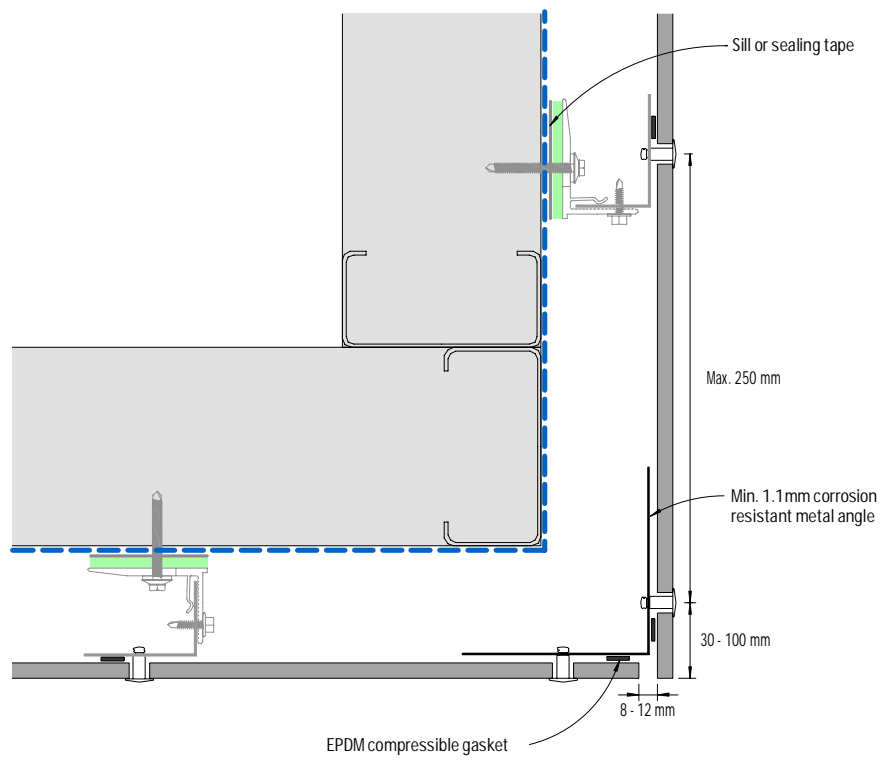 Sill or sealing tape
Max. 250 mm
Min. 1.1mm corrosion
resistant metal angle
30 - 100 mm
8 - 12 mm
EPDM compressible gasket